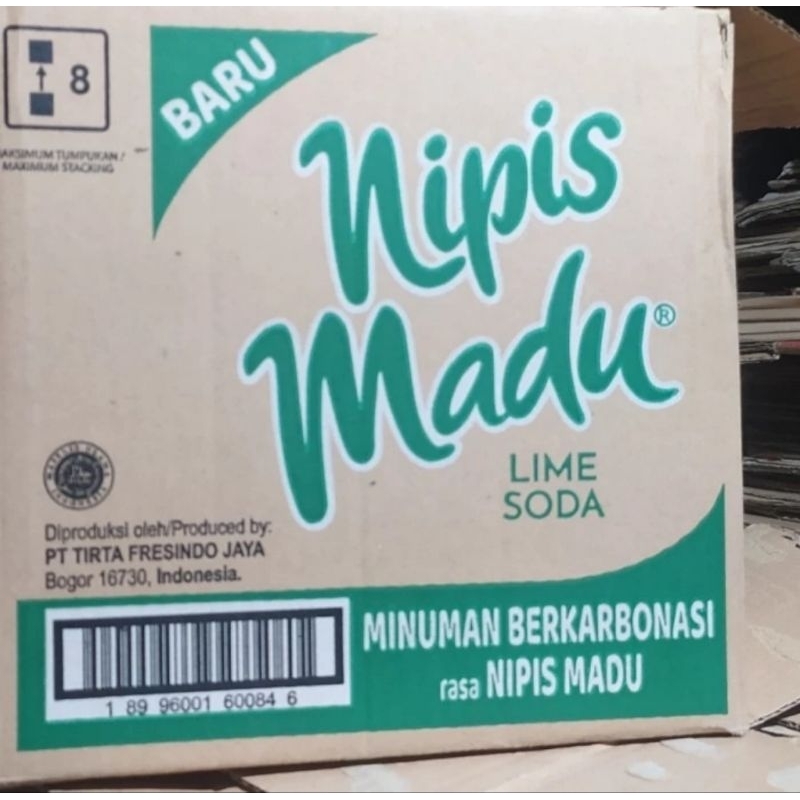 8
MAKSIMUM TUMPUKAN /
MAXIMUM STACKING
BARU
Nipis
Madu®
LIME
SODA
Diproduksi oleh/Produced by:
PT TIRTA FRESINDO JAYA
Bogor 16730, Indonesia.
1 89 96001 60084 6
MINUMAN BERKARBONASI
rasa NIPIS MADU